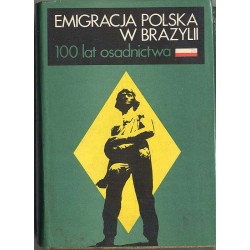 EMIGRACJA POLSKA
W BRAZYLII
100 lat osadnictwa